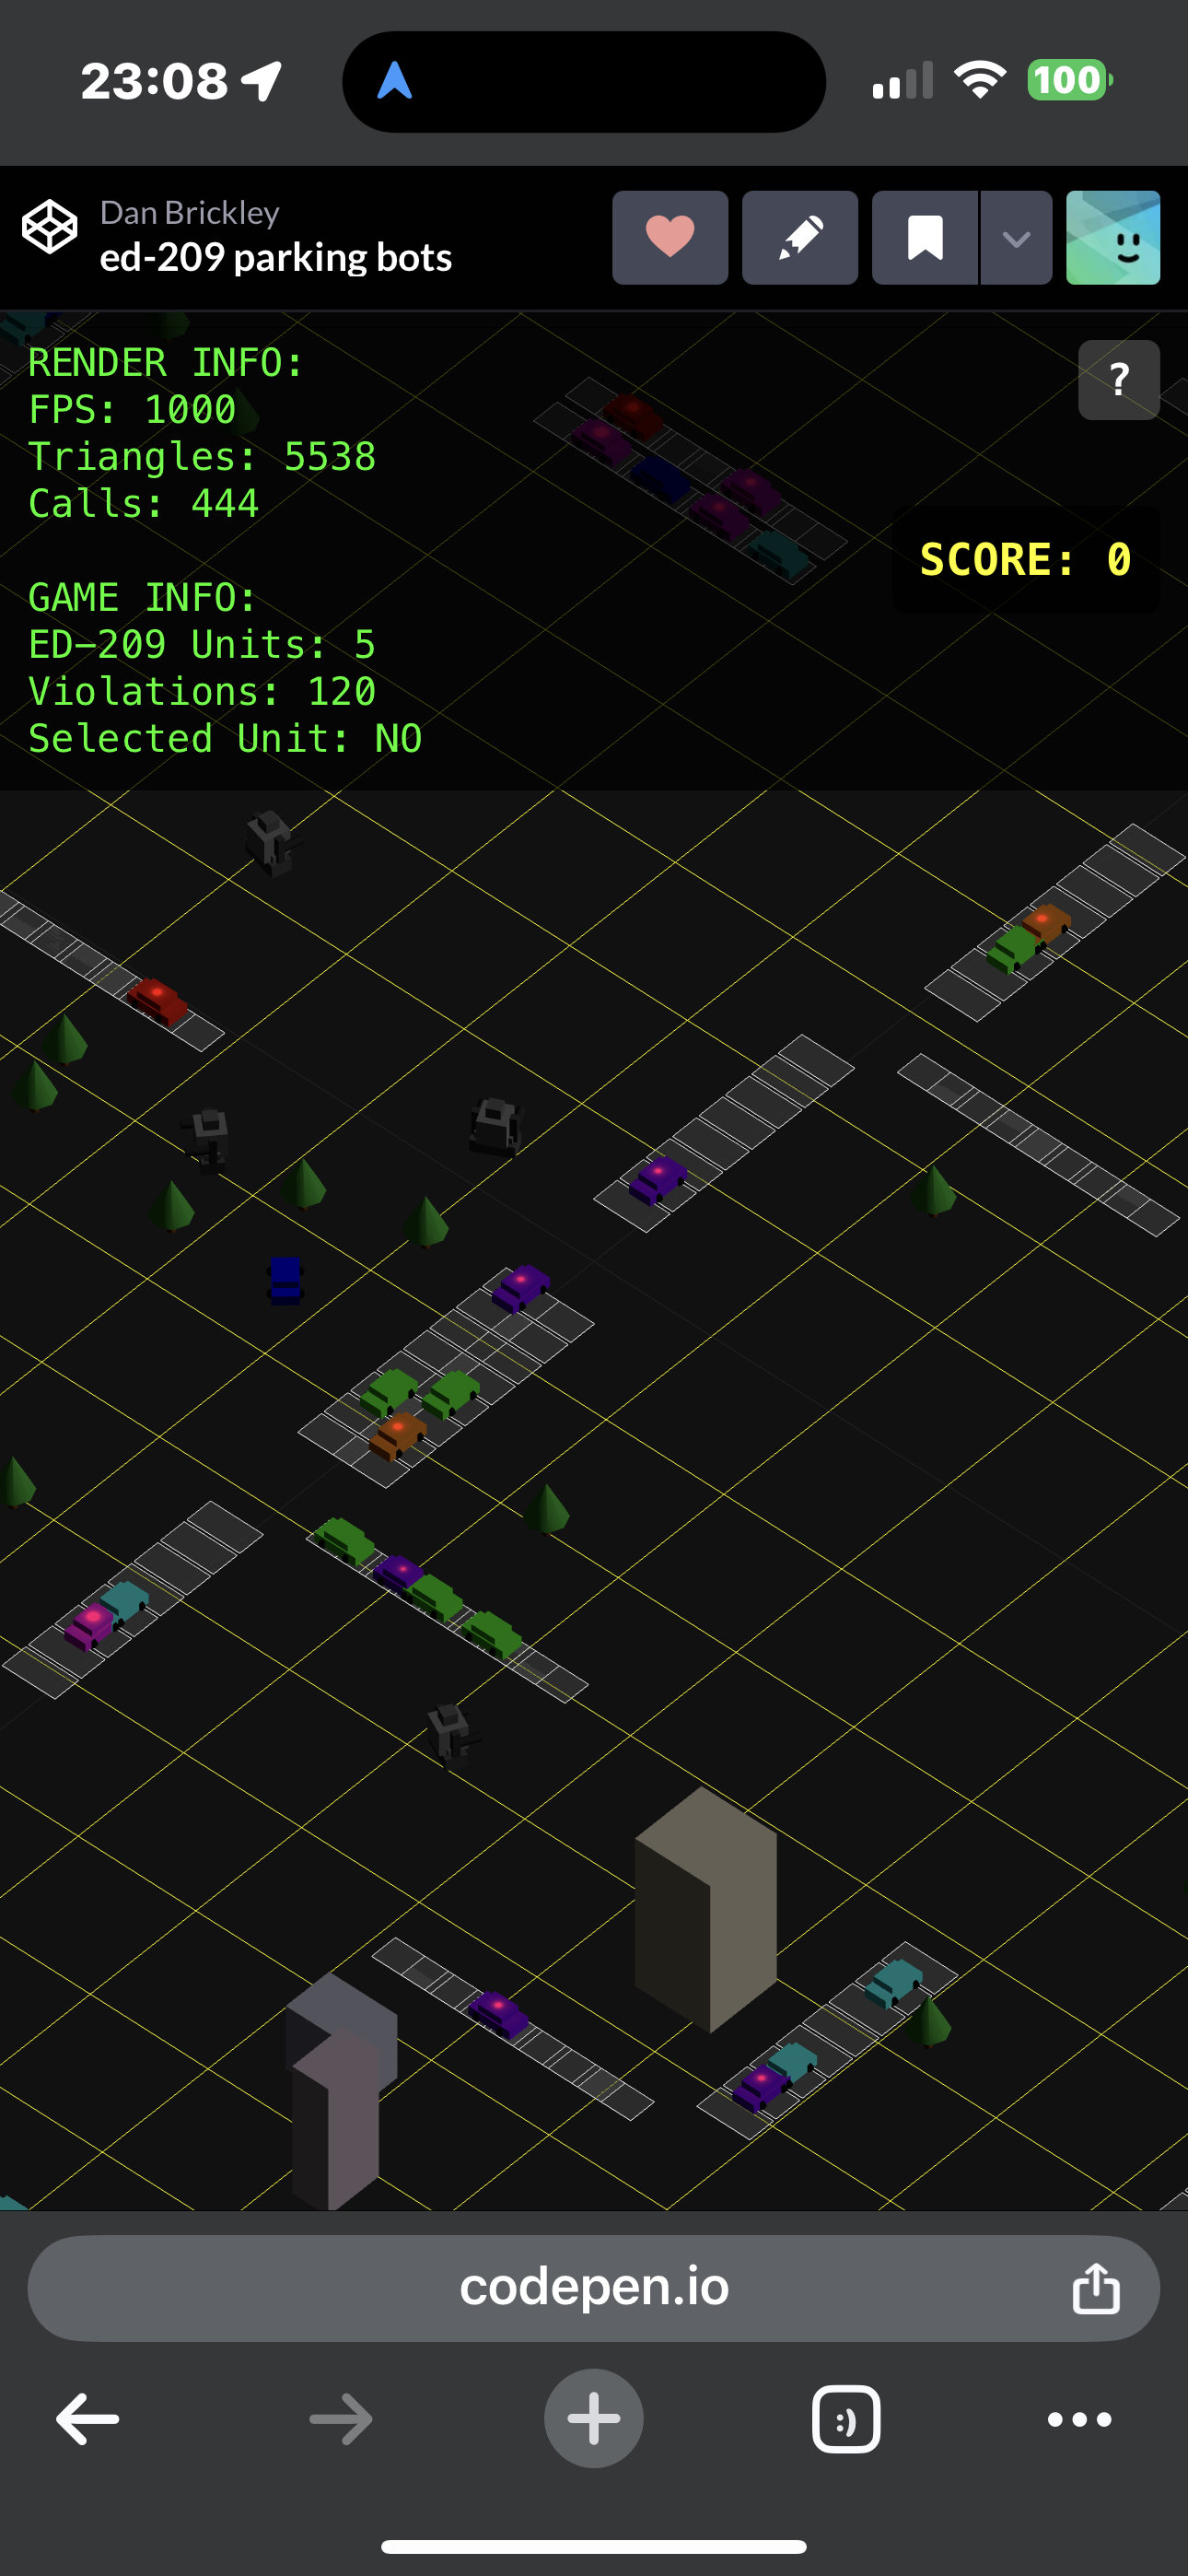 23:08
100
Dan Brickley
ed-209 parking bots
RENDER INFO:
FPS: 1000
Triangles: 5538
Calls: 444
?
SCORE: 0
GAME INFO:
ED-209 Units: 5
Violations: 120
Selected Unit: NO
codepen.io
:)